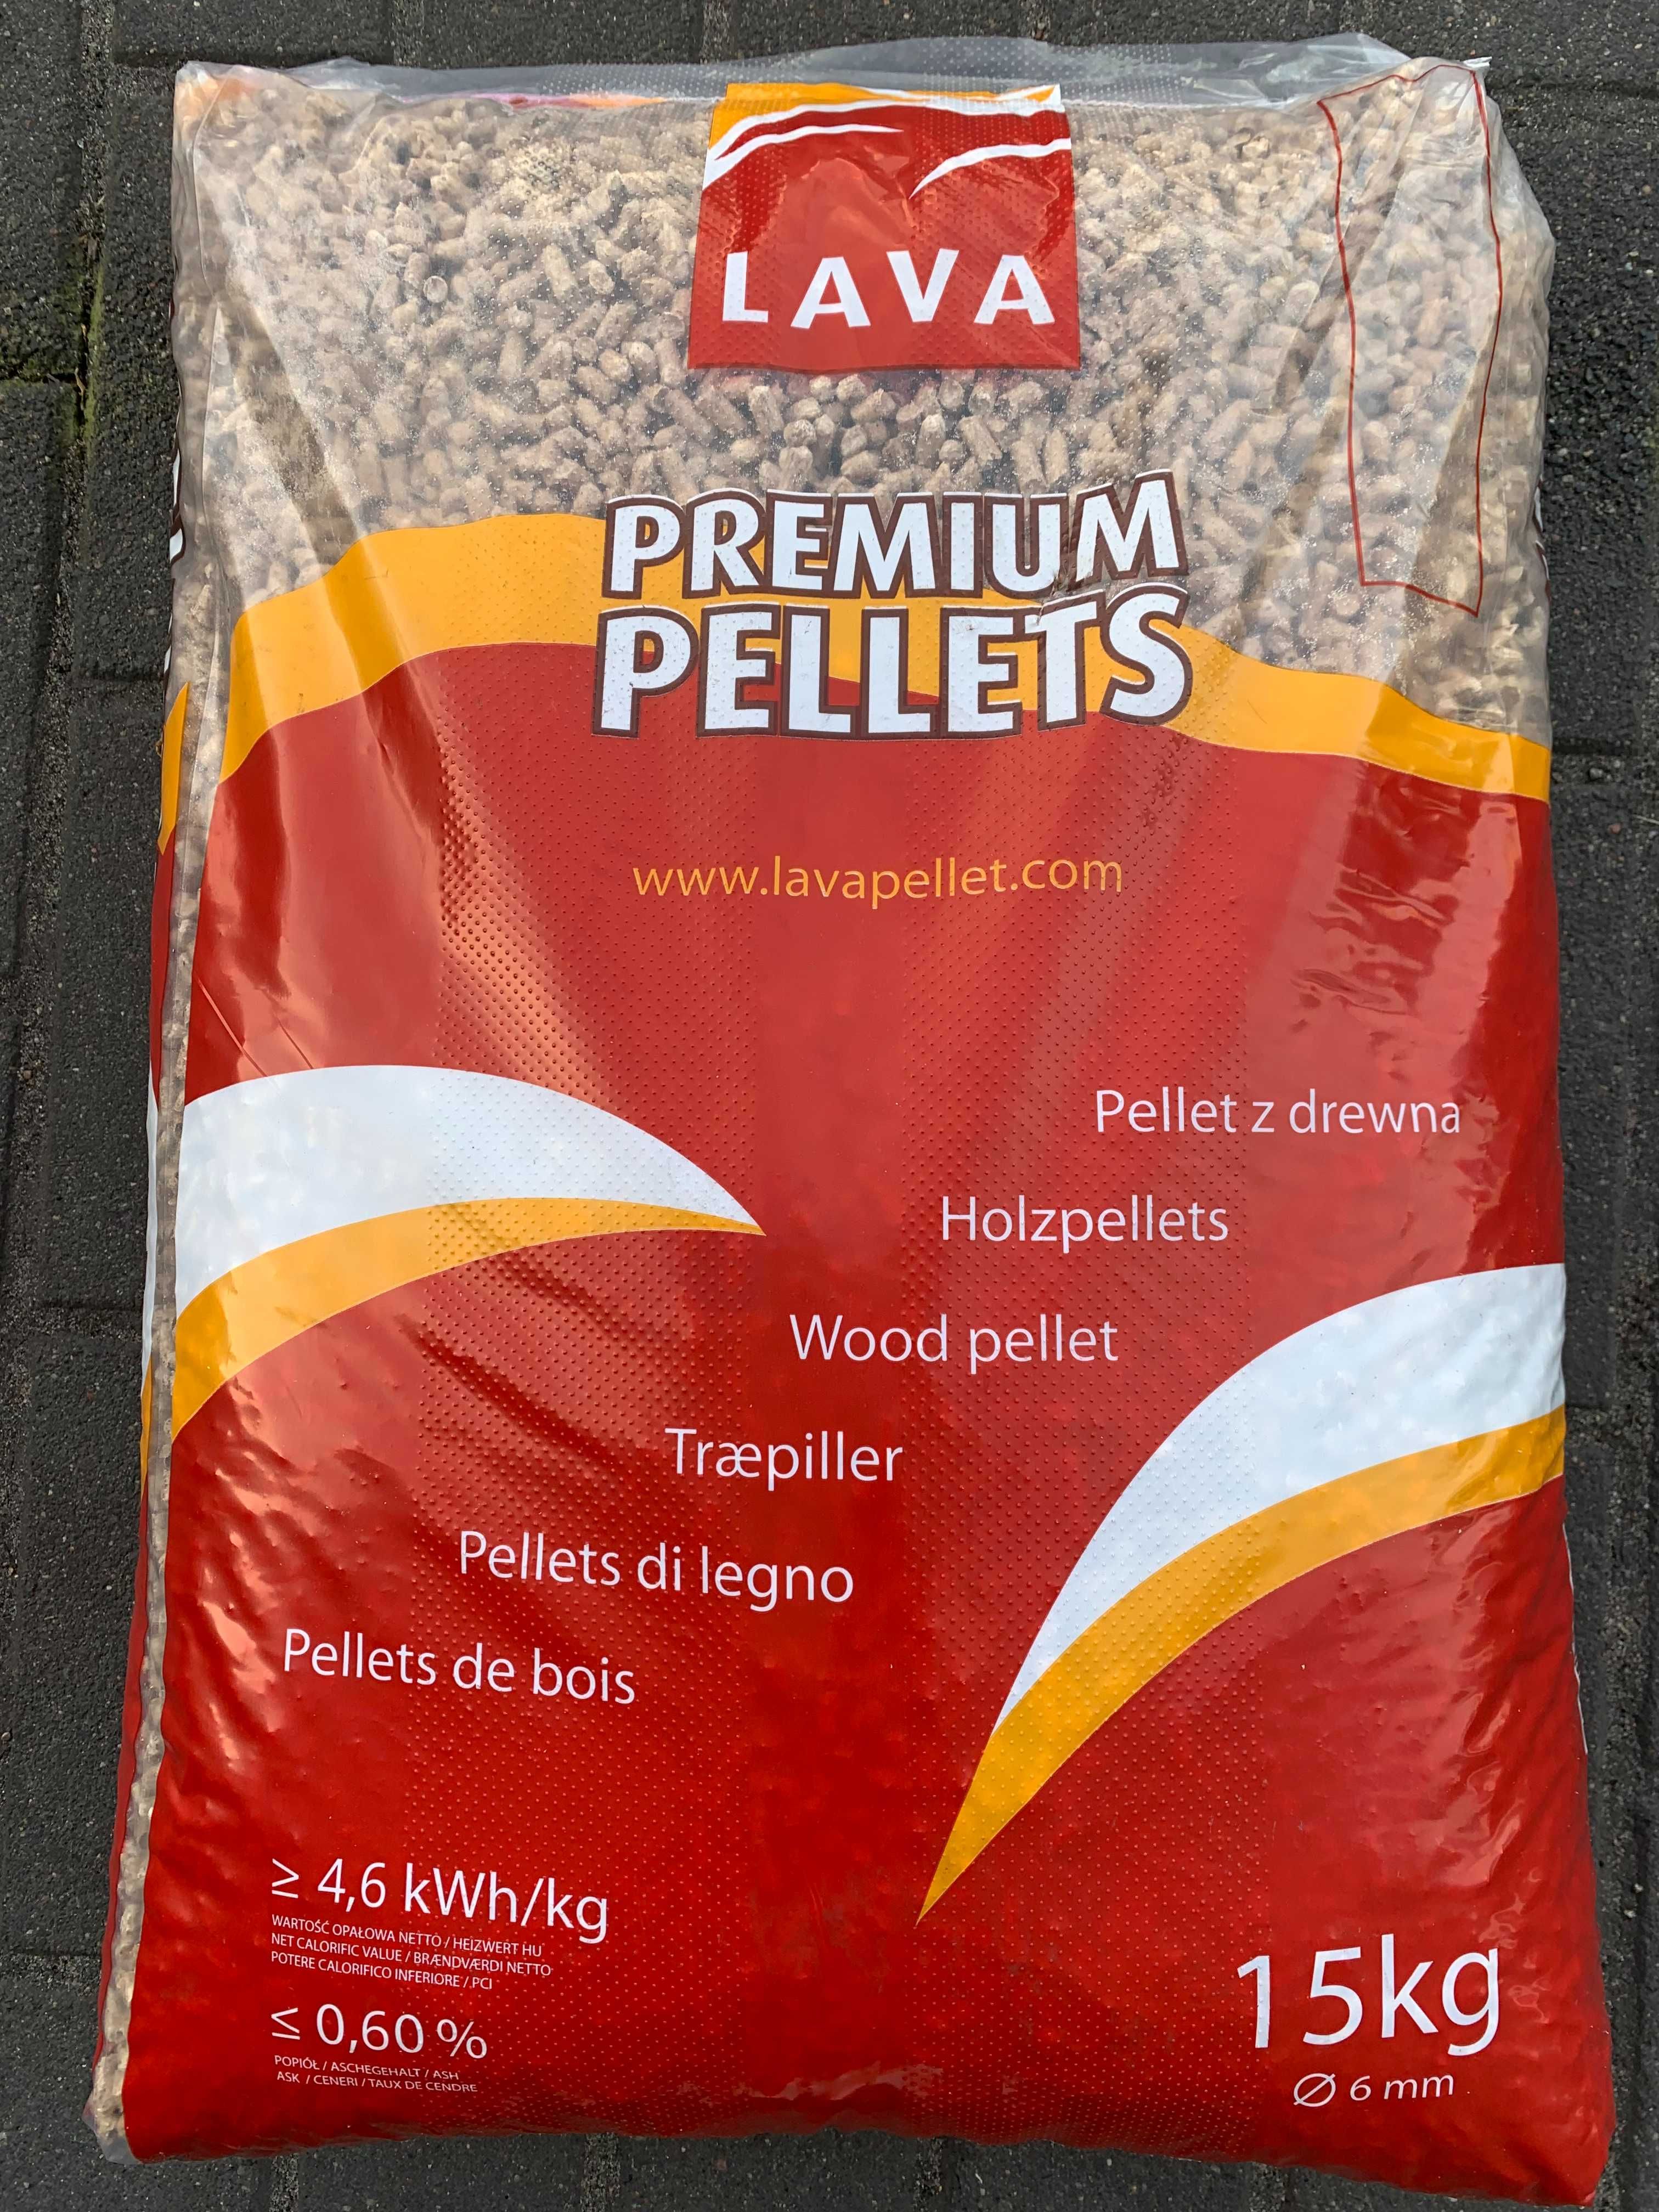 LAVA
PREMIUM
PELLETS
www.lavapellet.com
Pellet z drewna
Holzpellets
Wood pellet
Træpiller
Pellets di legno
Pellets de bois
≥ 4,6 kWh/kg
WARTOŚĆ OPAŁOWA NETTO / HEIZWERT HU
NET CALORIFIC VALUE / BRÆNDVÆRDI NETTO
POTERE CALORIFICO INFERIORE / PCI
≤ 0,60 %
POPIÓŁ / ASCHEGEHALT / ASH
ASK / CENERI / TAUX DE CENDRE
15kg
Ø 6 mm